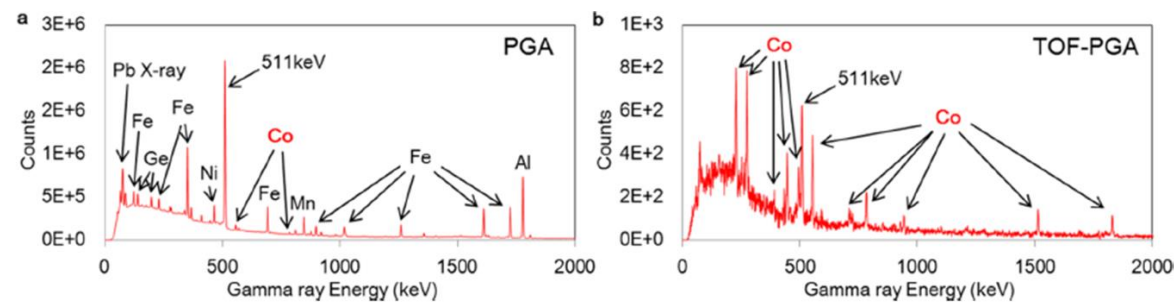 a
PGA
3E+6
2E+6
2E+6
1E+6
5E+5
0E+0
Counts
Pb X-ray
Fe
Ge
Fe
Ni
511keV
Co
Fe
Mn
Fe
Al
0
500
1000
1500
2000
Gamma ray Energy (keV)
b
TOF-PGA
1E+3
8E+2
6E+2
4E+2
2E+2
0E+0
Counts
Co
511keV
Co
0
500
1000
1500
2000
Gamma ray Energy (keV)